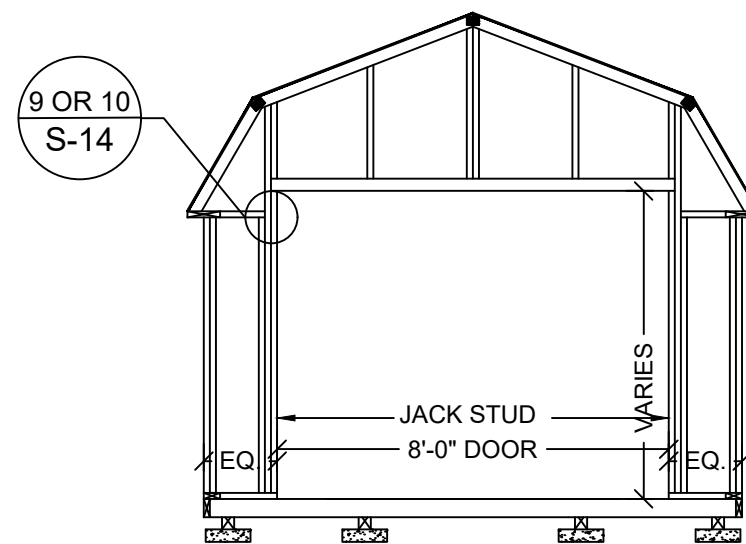 9 OR 10
S-14
VARIES
JACK STUD
8'-0" DOOR
EQ.
EQ.